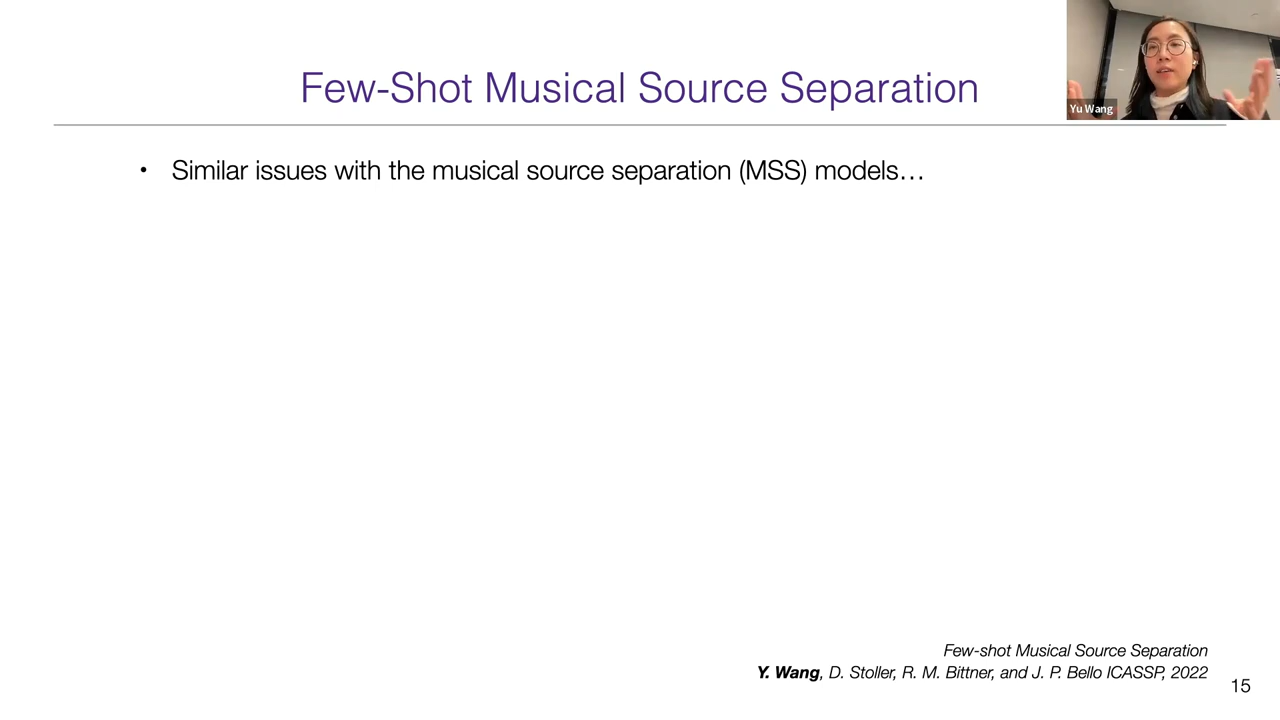 Few-Shot Musical Source Separation
Yu Wang
• Similar issues with the musical source separation (MSS) models…
Few-shot Musical Source Separation
Y. Wang, D. Stoller, R. M. Bittner, and J. P. Bello ICASSP, 2022
15